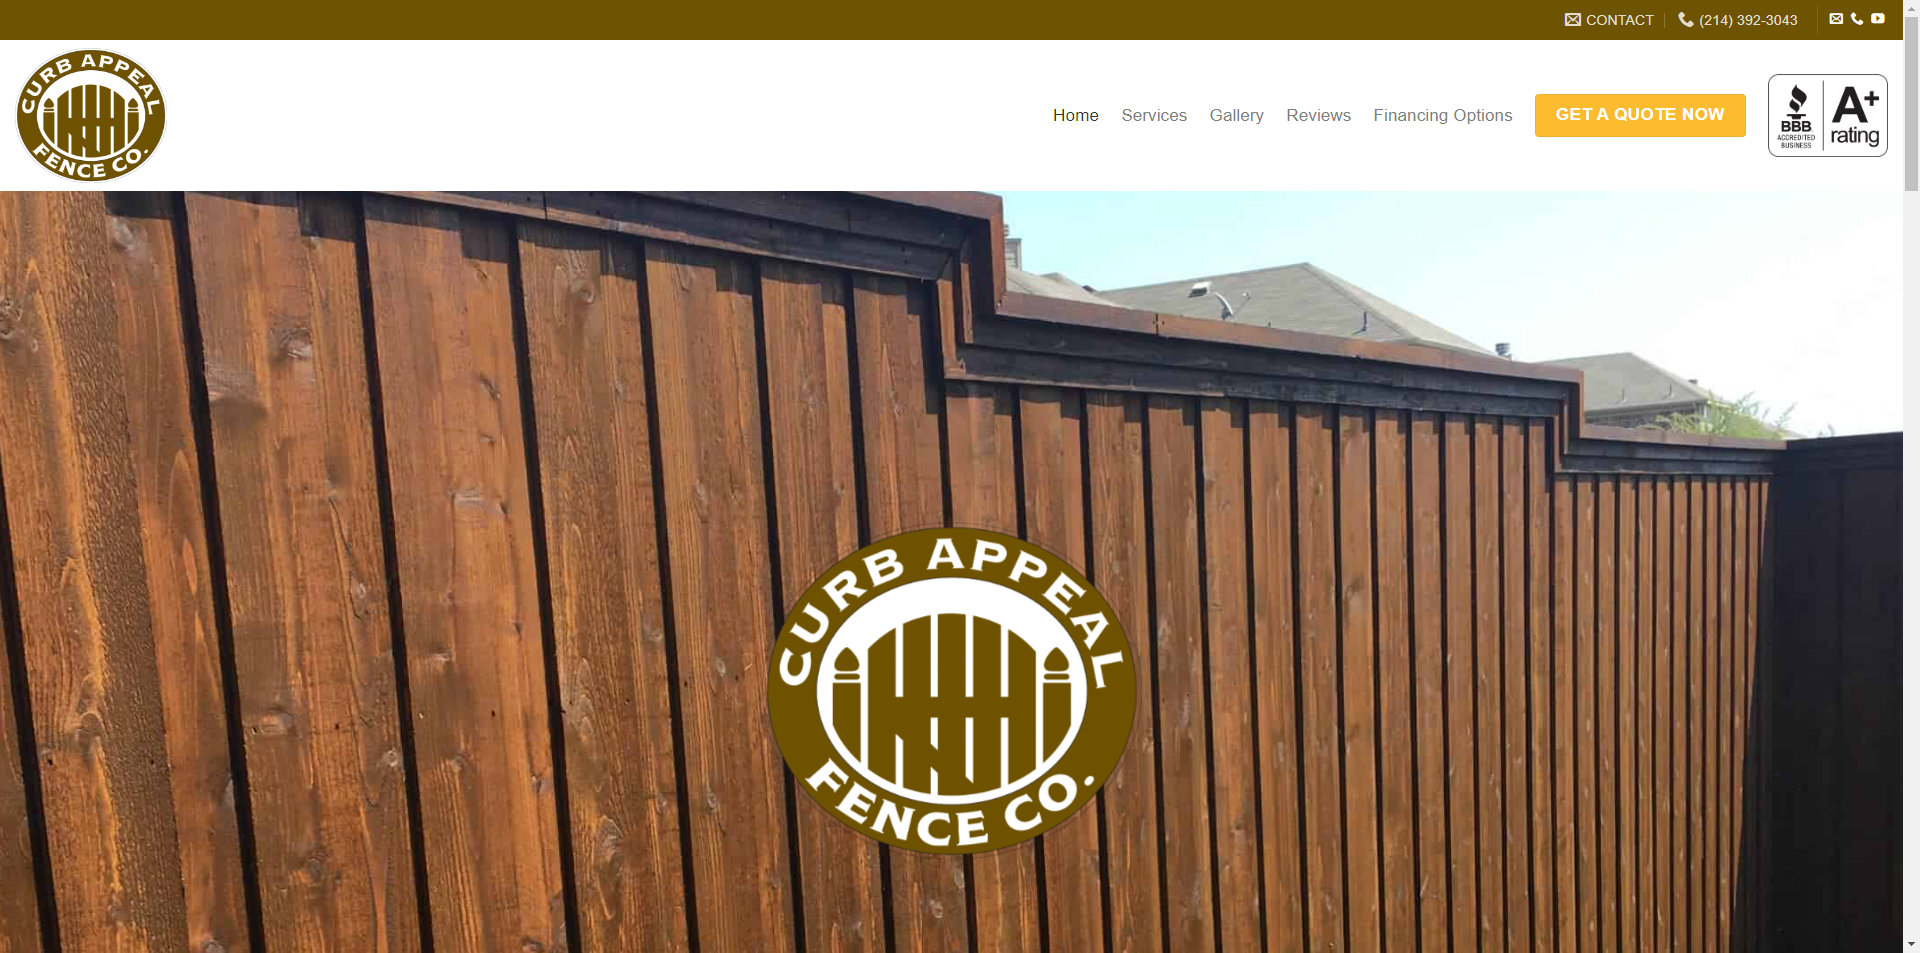 CONTACT
(214) 392-3043
CURB APPEAL
FENCE CO.
Home
Services
Gallery
Reviews
Financing Options
GET A QUOTE NOW
BBB
ACCREDITED
BUSINESS
A+
rating
CURB APPEAL
FENCE CO.